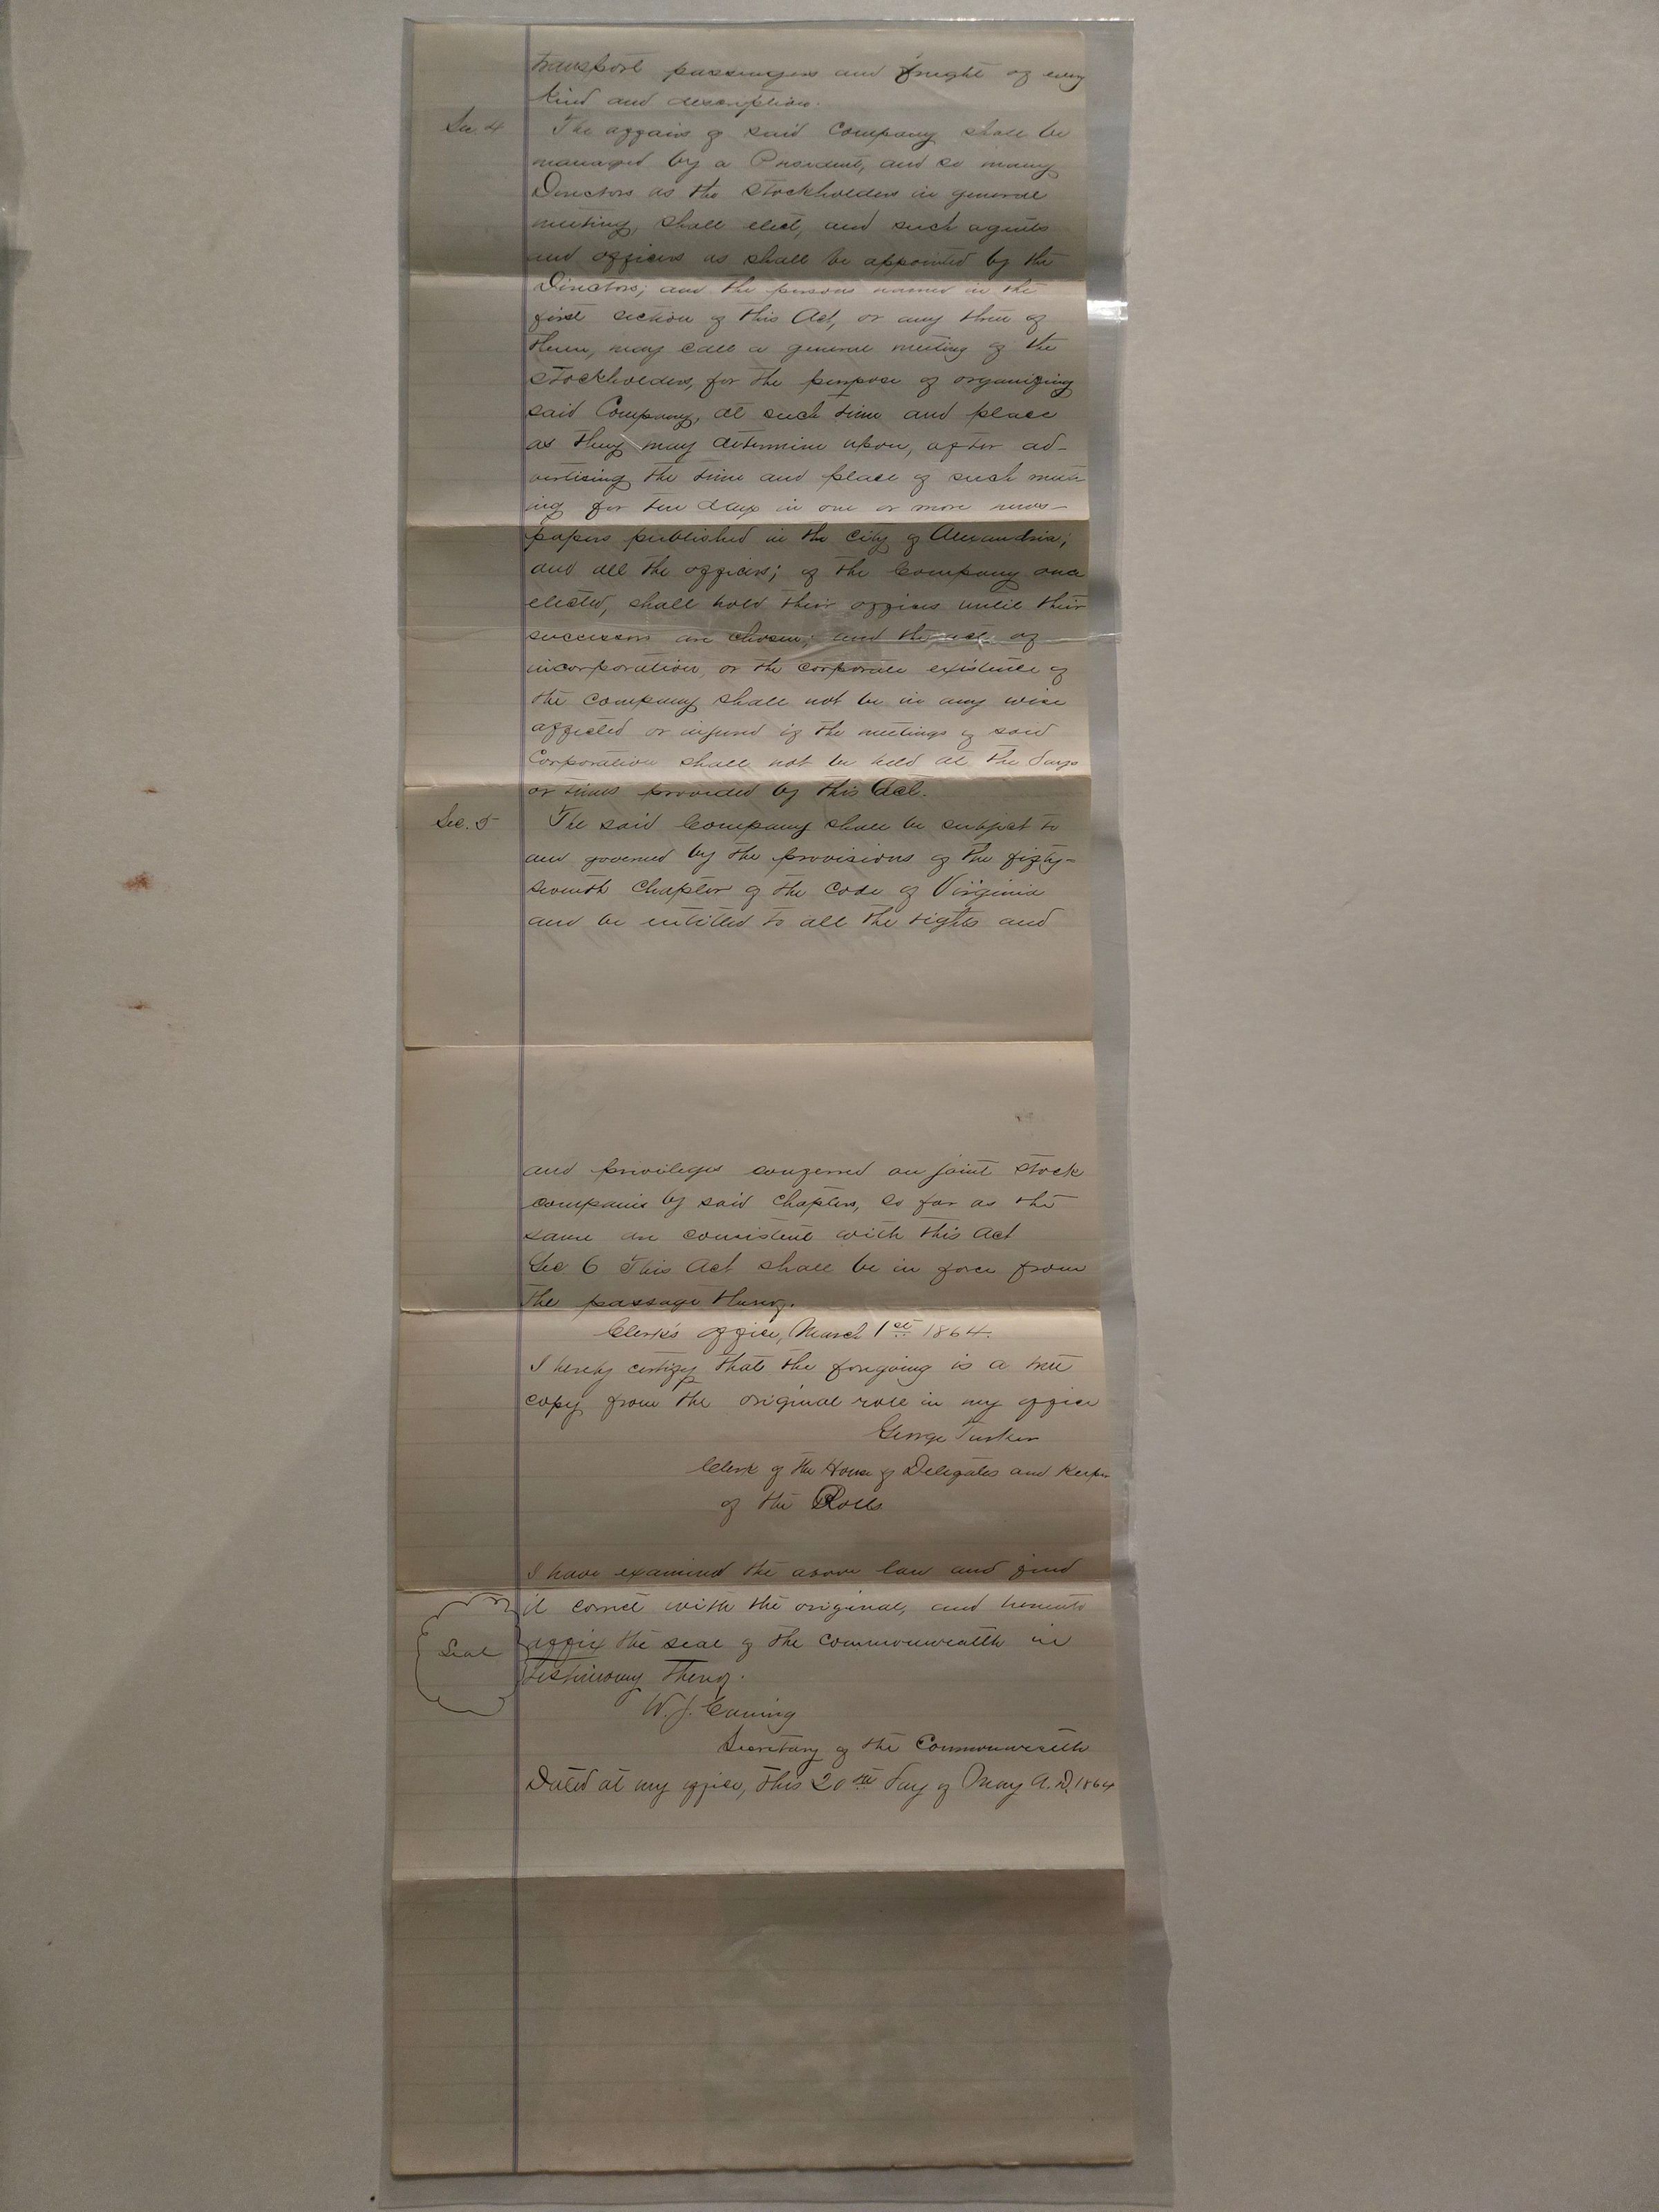 transport passengers and freight of every
kind and description.
Sec. 4 The affairs of said Company shall be
managed by a President, and so many
Directors as the Stockholders in general
meeting, shall elect, and such agents
and officers as shall be appointed by the
Directors; and the persons named in the
first section of this Act, or any three of
them, may call a general meeting of the
Stockholders, for the purpose of organizing
said Company, at such time and place
as they may determine upon, after ad-
vertising the time and place of such meet
ing for ten days in one or more news-
papers published in the City of Alexandria;
and all the officers; of the Company once
elected, shall hold their offices until their
successors are chosen; and the act of
incorporation, or the corporate existence of
the company shall not be in any wise
affected or injured if the meetings of said
Corporation shall not be held at the days
or times provided by this Act.
Sec. 5 The said Company shall be subject to
and governed by the provisions of the fifty-
seventh Chapter of the Code of Virginia
and be entitled to all the rights and
and privileges conferred on joint stock
companies by said Chapters, so far as the
same are consistent with this Act
Sec 6 This Act shall be in force from
the passage thereof.
Clerk's office, March 1st 1864.
I hereby certify that the foregoing is a true
copy from the original role in my office
George Tucker
Clerk of the House of Delegates and Keeper
of the Rolls
I have examined the above law and find
it correct with the original, and hereunto
Seal affix the seal of the Commonwealth in
testimony thereof.
W. J. Cowing
Secretary of the Commonwealth
Dated at my office, this 20th day of May A.D. 1864